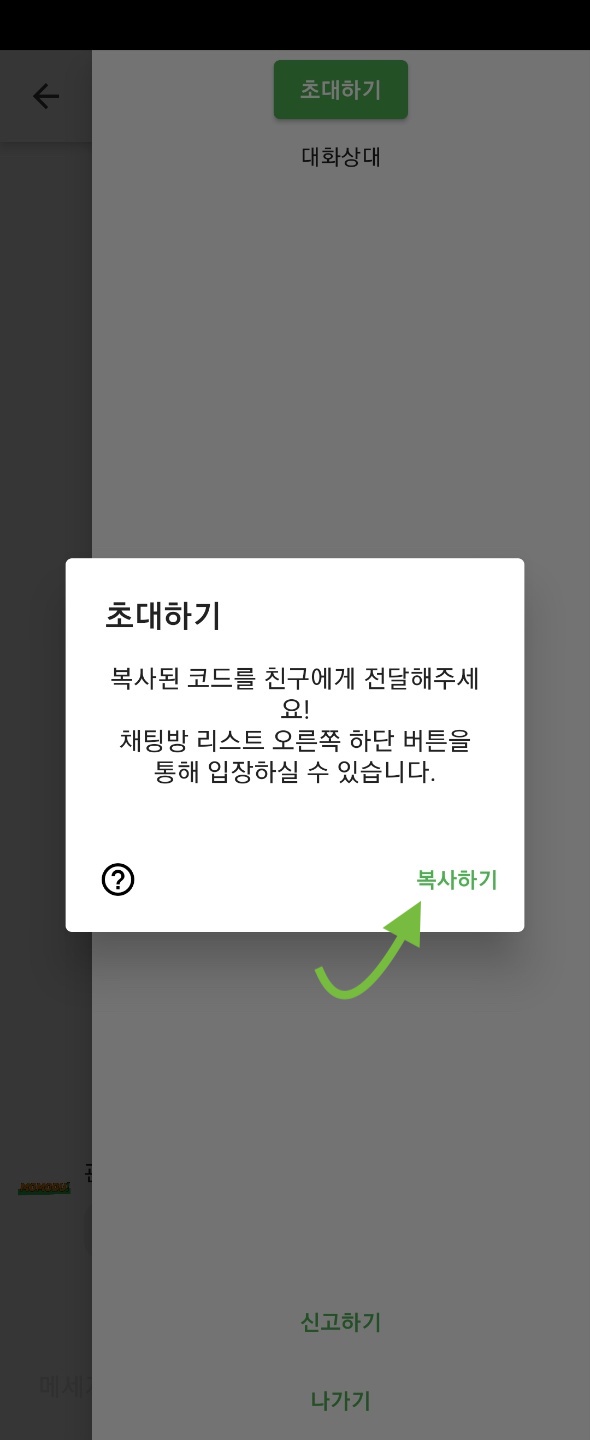 초대하기
대화상대
초대하기
복사된 코드를 친구에게 전달해주세
요!
채팅방 리스트 오른쪽 하단 버튼을
통해 입장하실 수 있습니다.
복사하기
신고하기
메세
나가기